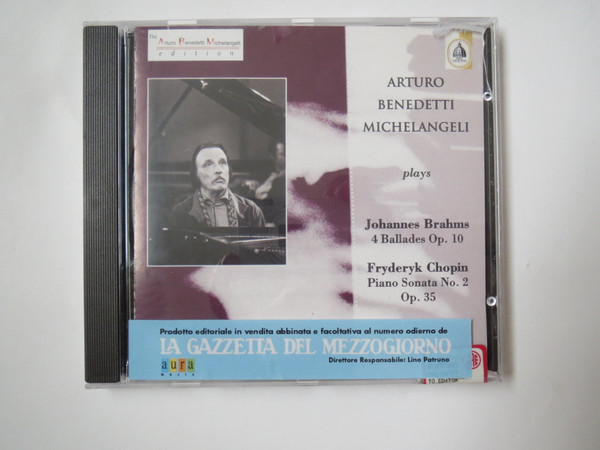 The Arturo Benedetti Michelangeli
edition
ARTURO
BENEDETTI
MICHELANGELI
plays
Johannes Brahms
4 Ballades Op. 10
Fryderyk Chopin
Piano Sonata No. 2
Op. 35
Prodotto editoriale in vendita abbinata e facoltativa al numero odierno de
LA GAZZETTA DEL MEZZOGIORNO
Direttore Responsabile: Lino Patruno
aura
music